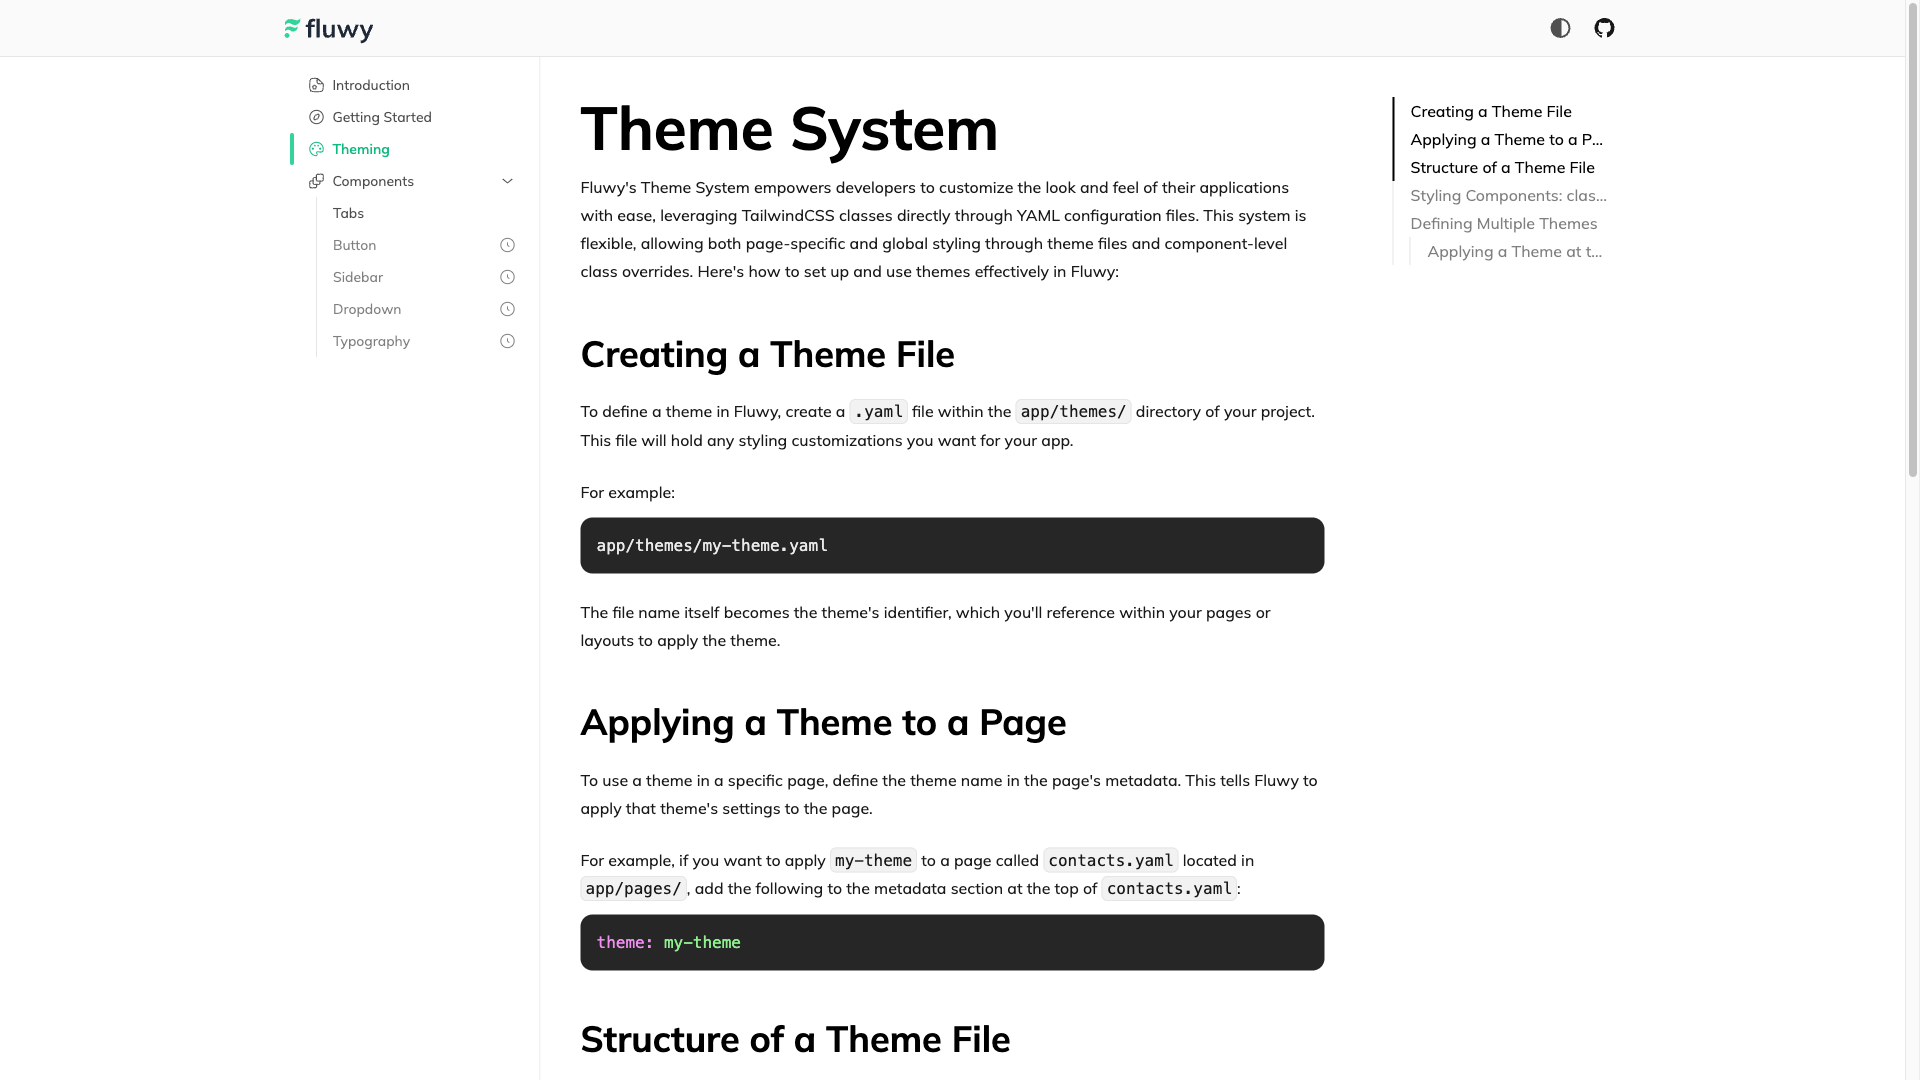 fluwy
Introduction
Getting Started
Theming
Components
Tabs
Button
Sidebar
Dropdown
Typography
Theme System
Fluwy's Theme System empowers developers to customize the look and feel of their applications
with ease, leveraging TailwindCSS classes directly through YAML configuration files. This system is
flexible, allowing both page-specific and global styling through theme files and component-level
class overrides. Here's how to set up and use themes effectively in Fluwy:
Creating a Theme File
To define a theme in Fluwy, create a .yaml file within the app/themes/ directory of your project.
This file will hold any styling customizations you want for your app.
For example:
app/themes/my-theme.yaml
The file name itself becomes the theme's identifier, which you'll reference within your pages or
layouts to apply the theme.
Applying a Theme to a Page
To use a theme in a specific page, define the theme name in the page's metadata. This tells Fluwy to
apply that theme's settings to the page.
For example, if you want to apply my-theme to a page called contacts.yaml located in
app/pages/, add the following to the metadata section at the top of contacts.yaml:
theme: my-theme
Structure of a Theme File
Creating a Theme File
Applying a Theme to a P...
Structure of a Theme File
Styling Components: clas...
Defining Multiple Themes
Applying a Theme at t...